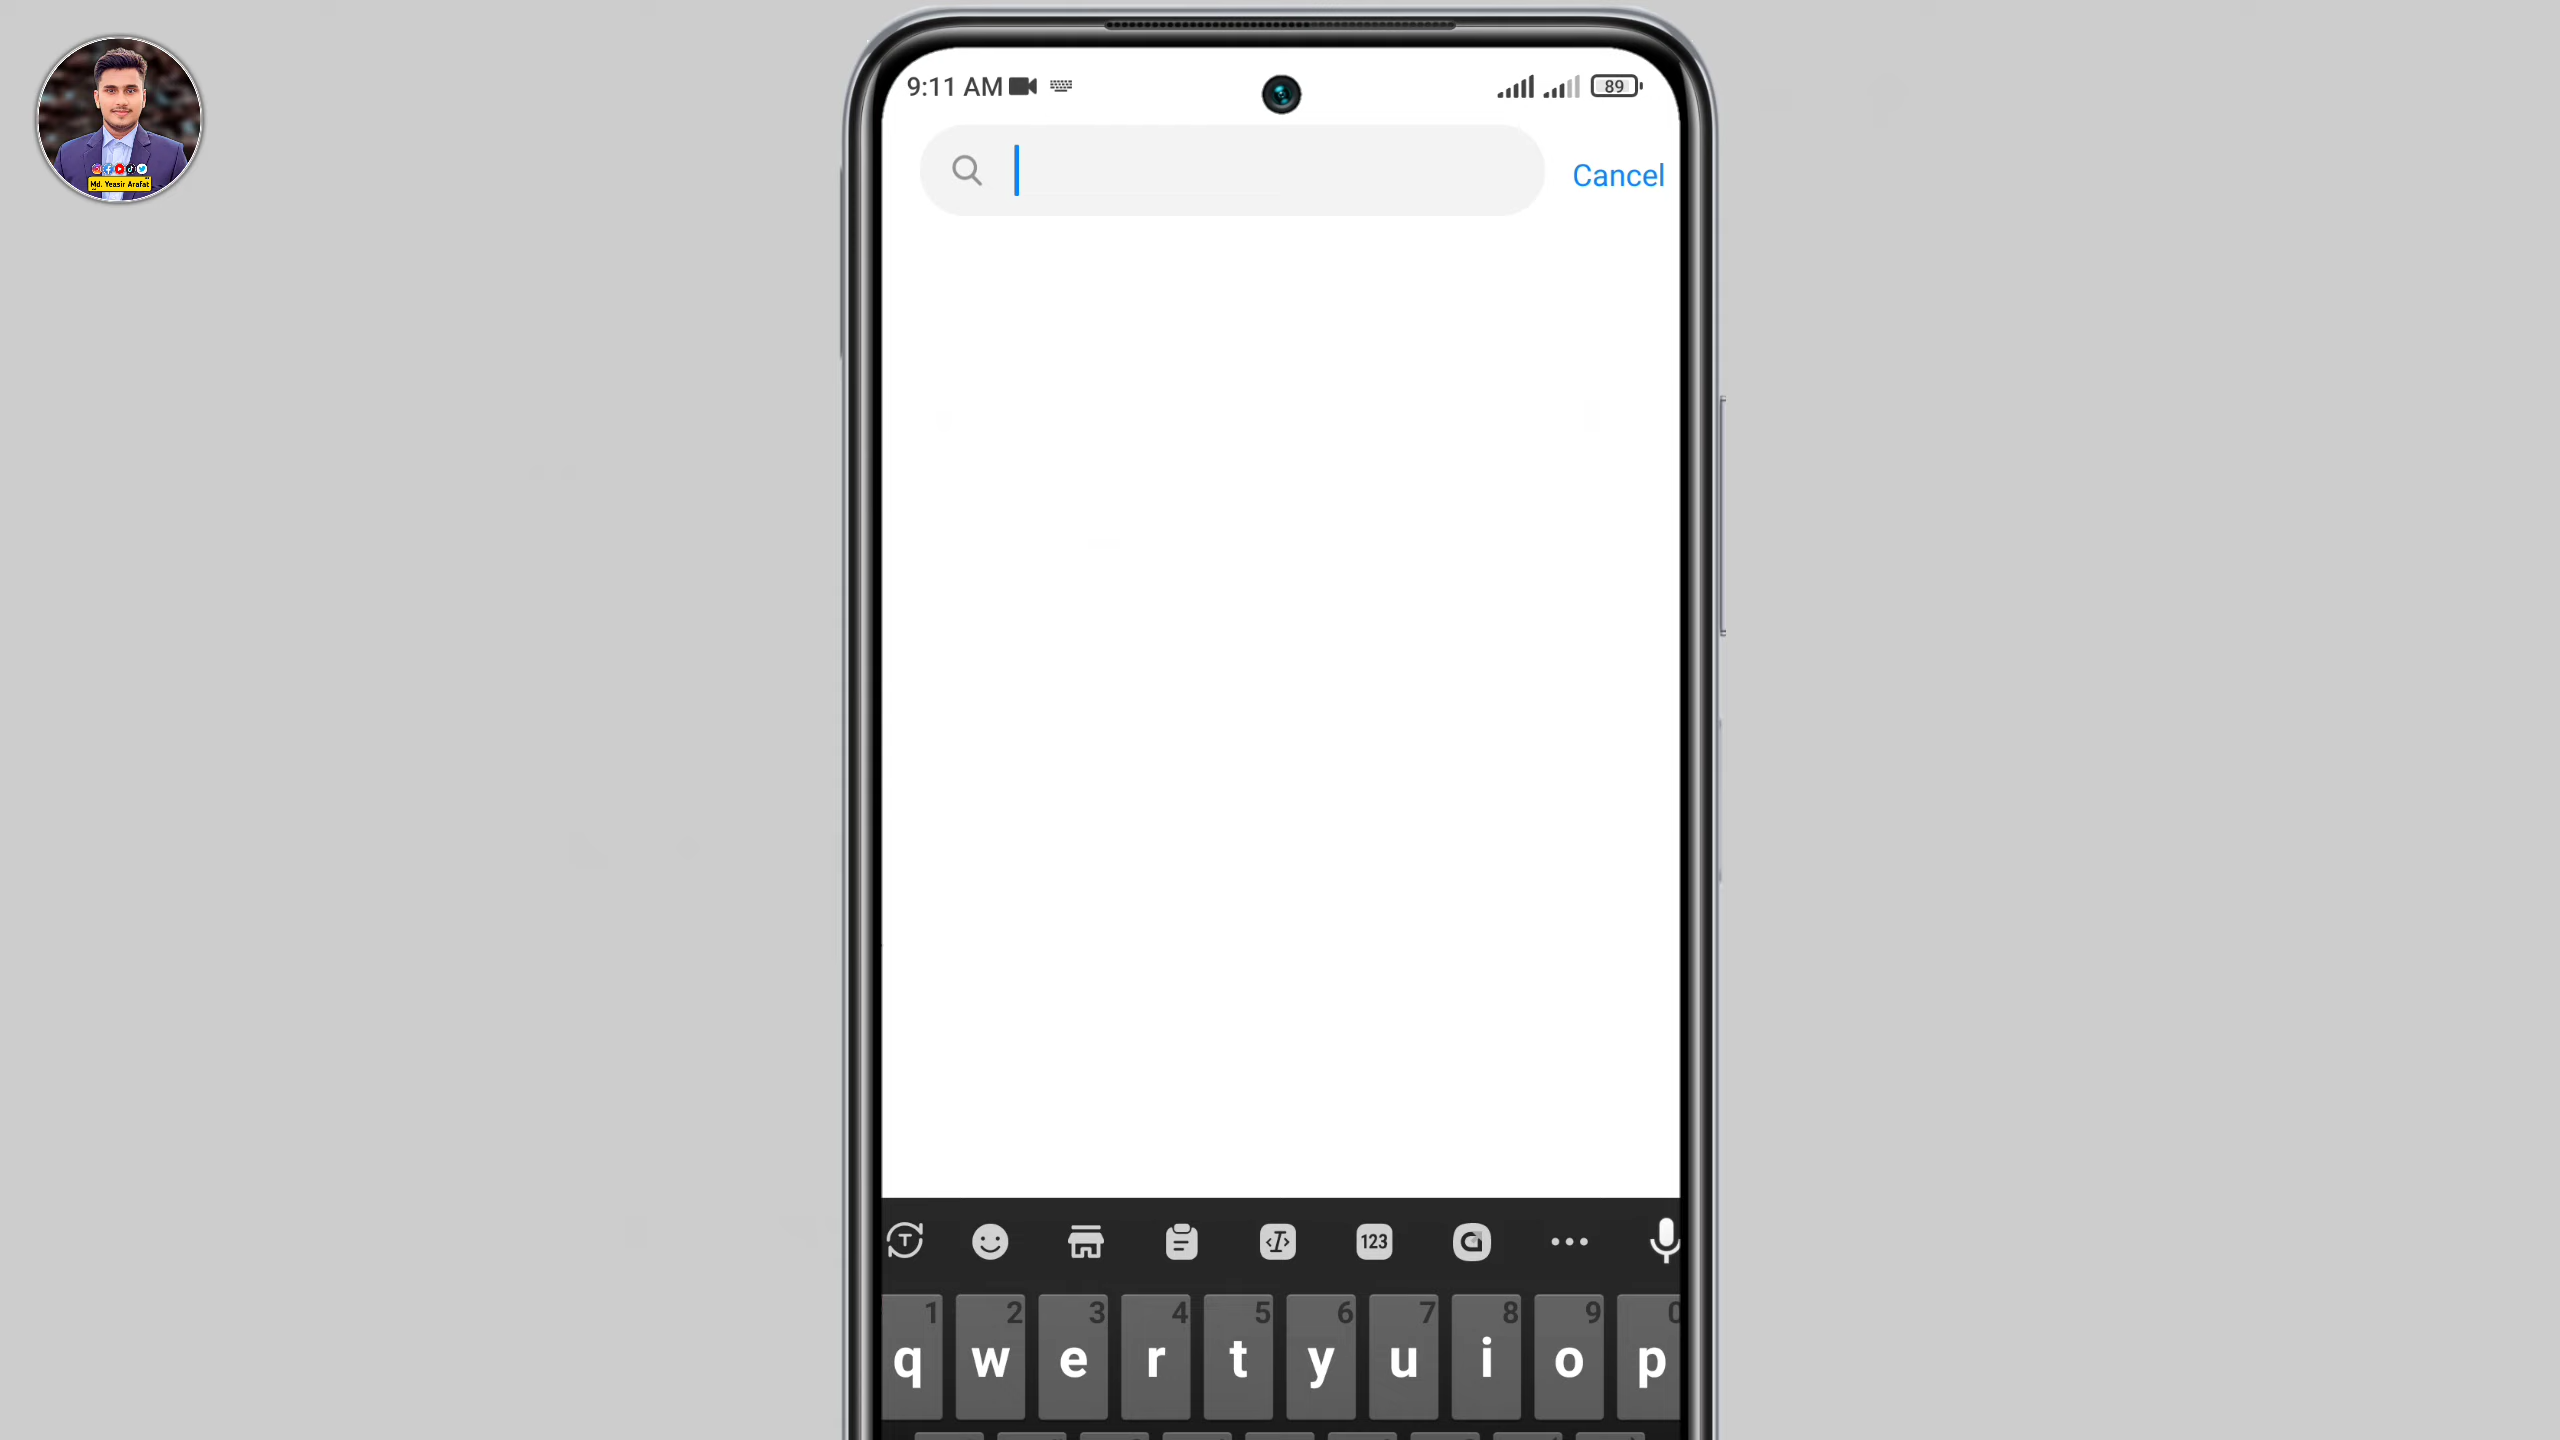 9:11 AM
89
Cancel
Md. Yeasir Arafat
T
I
123
1 2 3 4 5 6 7 8 9 0
q w e r t y u i o p